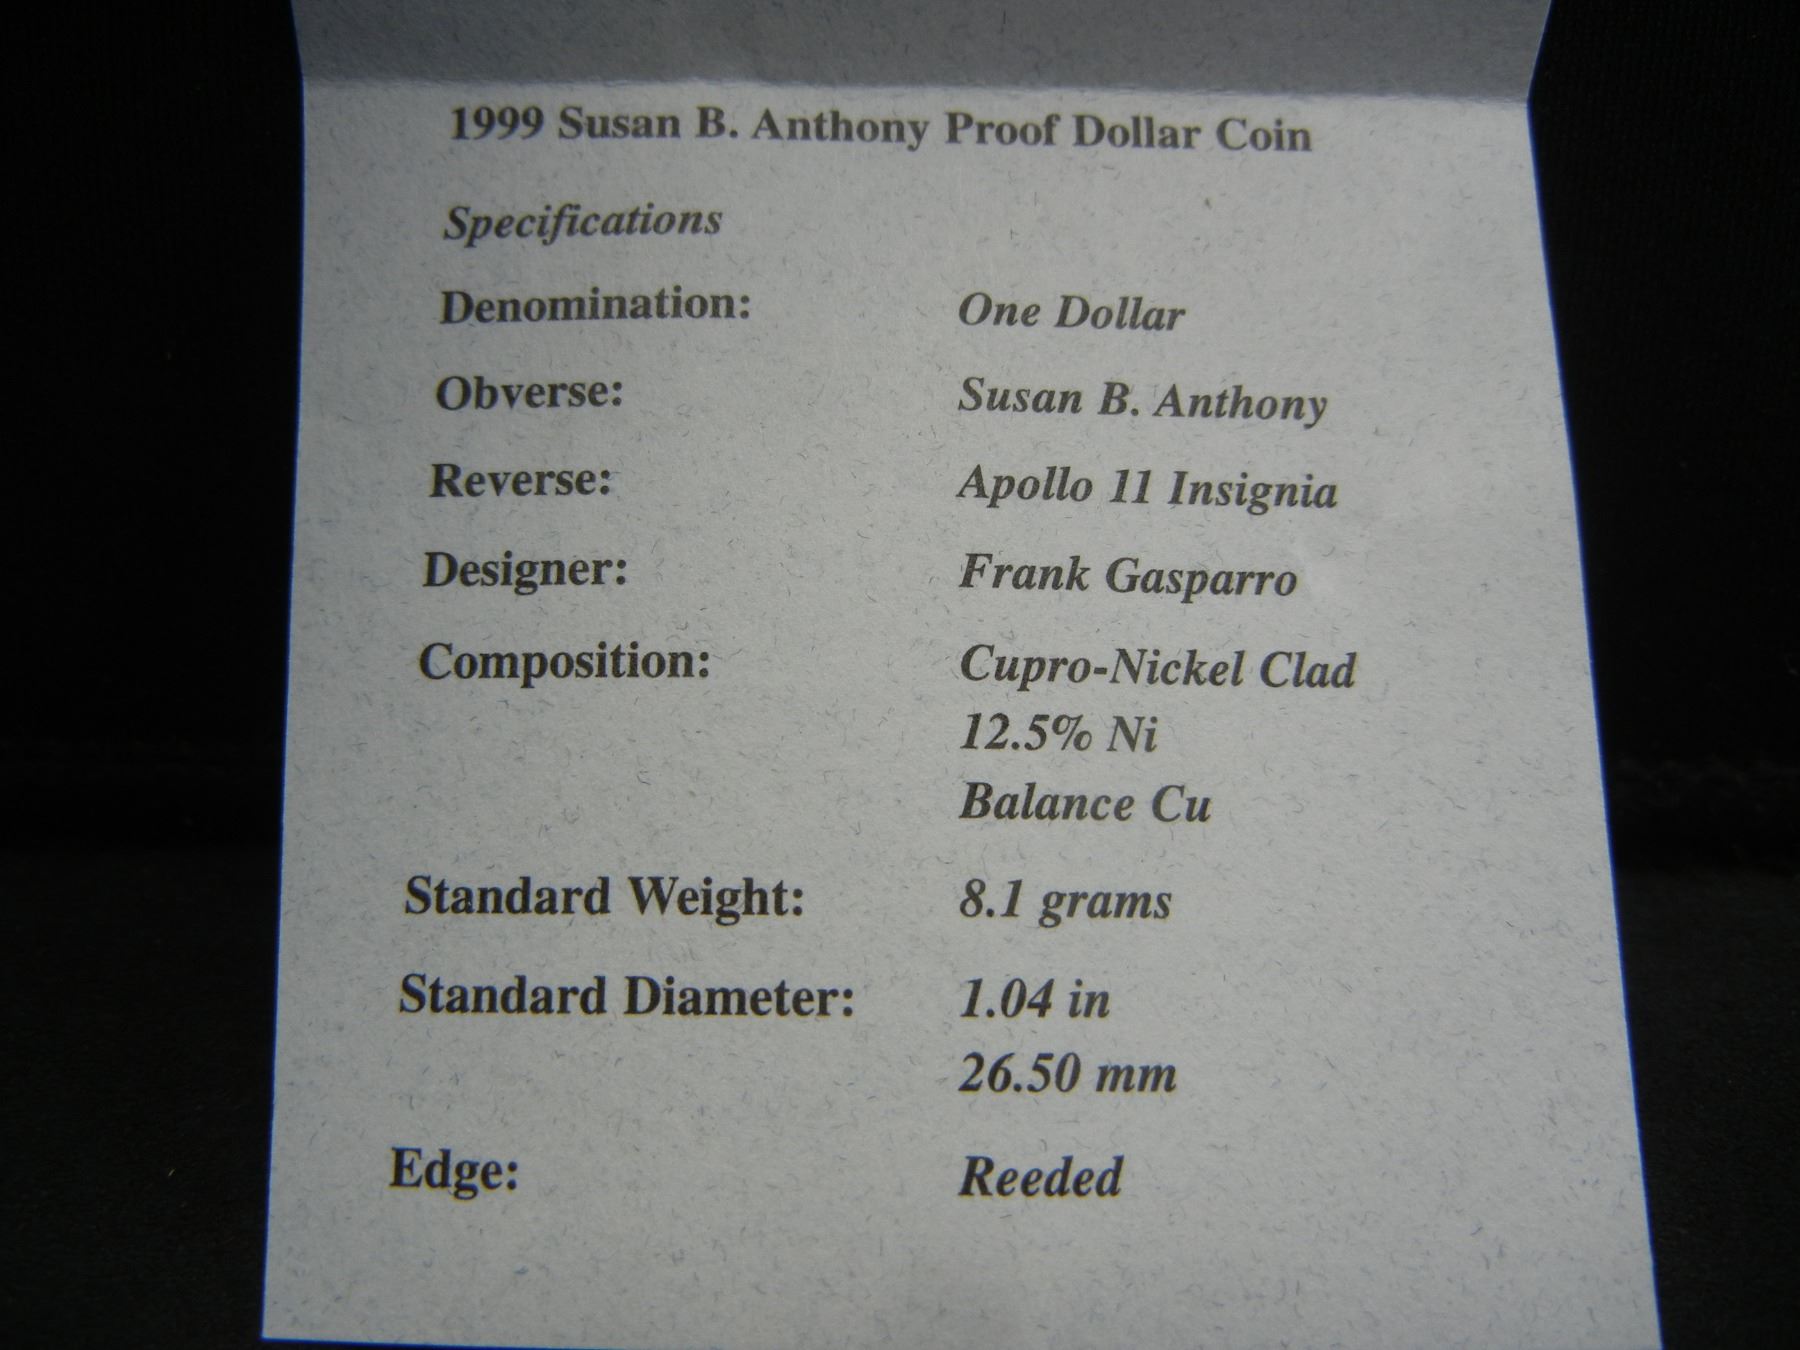 1999 Susan B. Anthony Proof Dollar Coin
Specifications
Denomination: One Dollar
Obverse: Susan B. Anthony
Reverse: Apollo 11 Insignia
Designer: Frank Gasparro
Composition: Cupro-Nickel Clad
12.5% Ni
Balance Cu
Standard Weight: 8.1 grams
Standard Diameter: 1.04 in
26.50 mm
Edge: Reeded